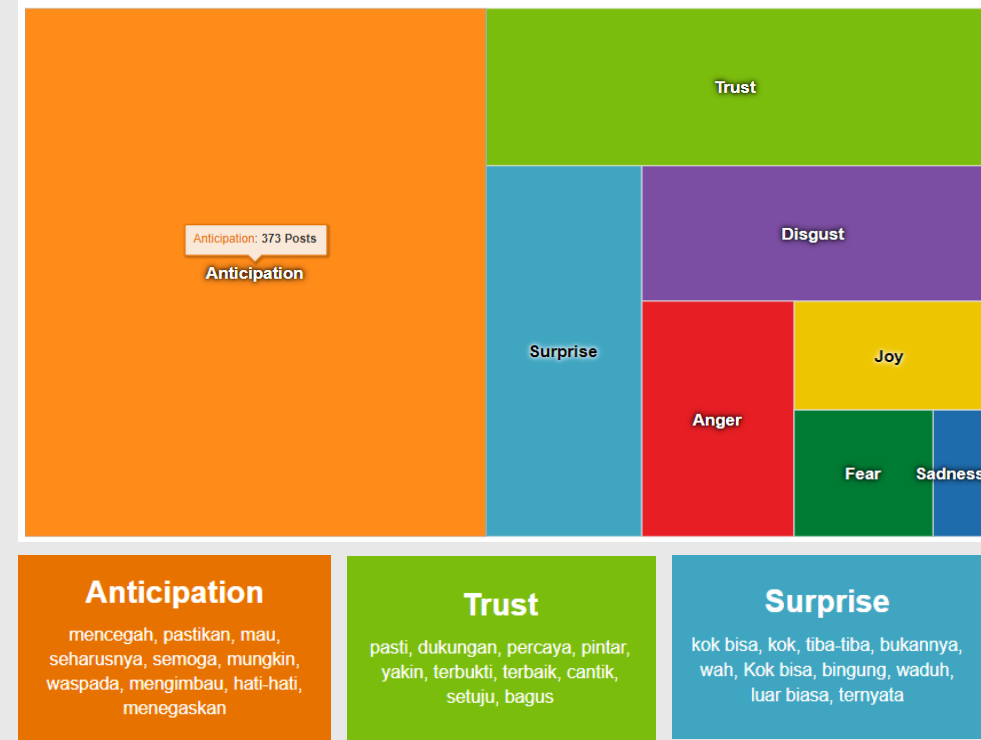 Trust
Disgust
Anticipation: 373 Posts
Anticipation
Surprise
Joy
Anger
Fear
Sadness
Anticipation
mencegah, pastikan, mau,
seharusnya, semoga, mungkin,
waspada, mengimbau, hati-hati,
menegaskan
Trust
pasti, dukungan, percaya, pintar,
yakin, terbukti, terbaik, cantik,
setuju, bagus
Surprise
kok bisa, kok, tiba-tiba, bukannya,
wah, Kok bisa, bingung, waduh,
luar biasa, ternyata